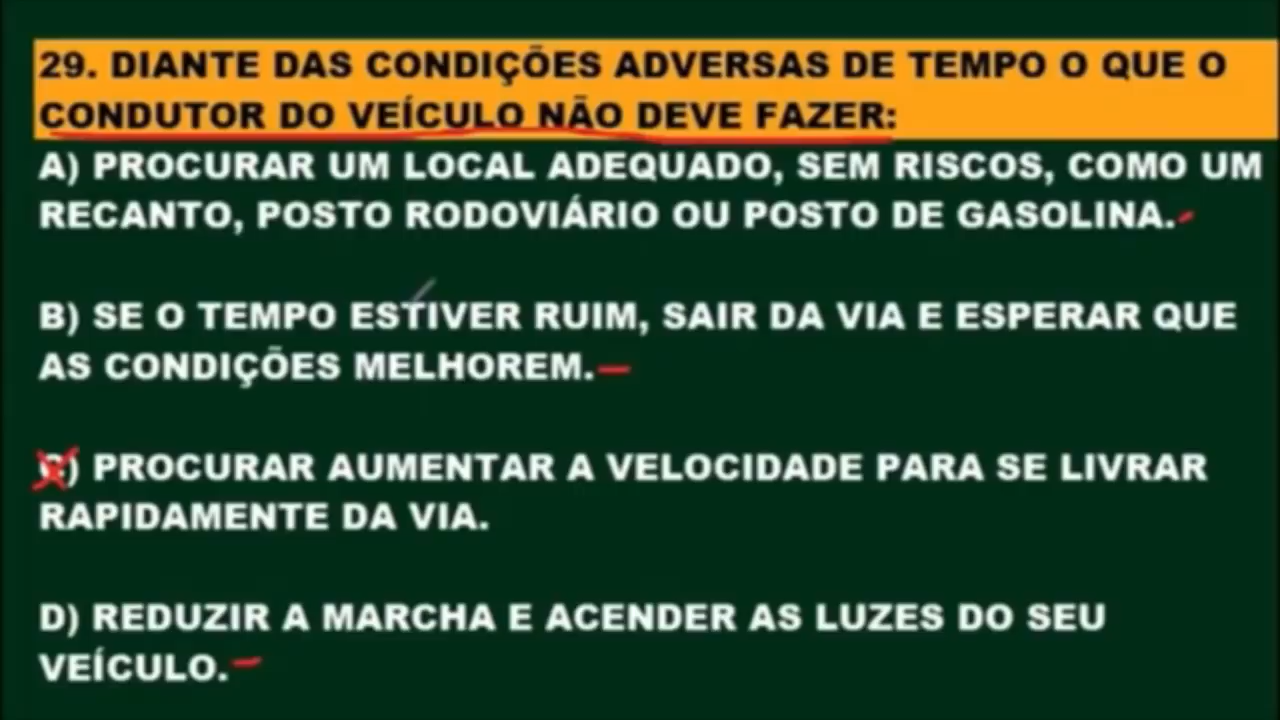 29. DIANTE DAS CONDIÇÕES ADVERSAS DE TEMPO O QUE O
CONDUTOR DO VEÍCULO NÃO DEVE FAZER:
A) PROCURAR UM LOCAL ADEQUADO, SEM RISCOS, COMO UM
RECANTO, POSTO RODOVIÁRIO OU POSTO DE GASOLINA.
B) SE O TEMPO ESTIVER RUIM, SAIR DA VIA E ESPERAR QUE
AS CONDIÇÕES MELHOREM.
C) PROCURAR AUMENTAR A VELOCIDADE PARA SE LIVRAR
RAPIDAMENTE DA VIA.
D) REDUZIR A MARCHA E ACENDER AS LUZES DO SEU
VEÍCULO.